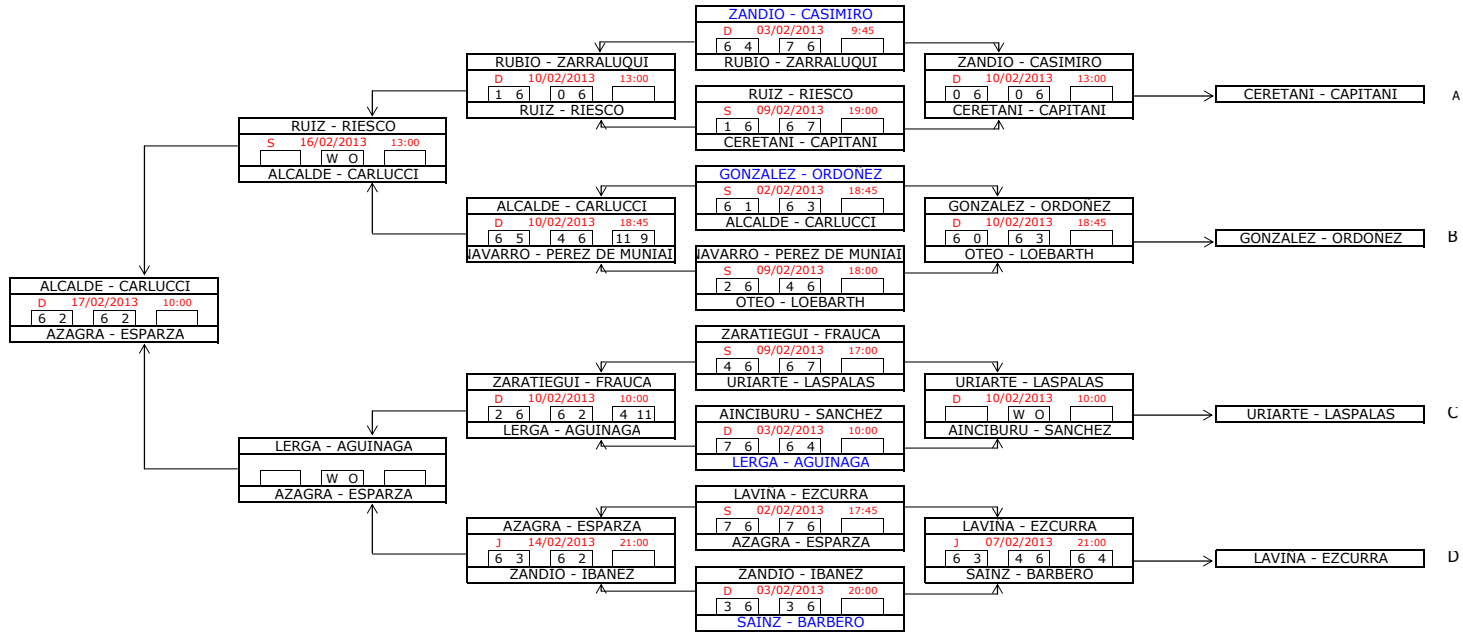 ZANDIO - CASIMIRO
D 03/02/2013 9:45
6 4 7 6
RUBIO - ZARRALUQUI
RUBIO - ZARRALUQUI
D 10/02/2013 13:00
1 6 0 6
RUIZ - RIESCO
ZANDIO - CASIMIRO
D 10/02/2013 13:00
0 6 0 6
CERETANI - CAPITANI
CERETANI - CAPITANI A
RUIZ - RIESCO
S 09/02/2013 19:00
1 6 6 7
CERETANI - CAPITANI
RUIZ - RIESCO
S 16/02/2013 13:00
W O
ALCALDE - CARLUCCI
GONZALEZ - ORDOÑEZ
S 02/02/2013 18:45
6 1 6 3
ALCALDE - CARLUCCI
ALCALDE - CARLUCCI
D 10/02/2013 18:45
6 5 4 6 11 9
NAVARRO - PEREZ DE MUNIAI
GONZALEZ - ORDOÑEZ
D 10/02/2013 18:45
6 0 6 3
OTEO - LOEBARTH
GONZALEZ - ORDOÑEZ B
NAVARRO - PEREZ DE MUNIAI
S 09/02/2013 18:00
2 6 4 6
OTEO - LOEBARTH
ALCALDE - CARLUCCI
D 17/02/2013 10:00
6 2 6 2
AZAGRA - ESPARZA
ZARATIEGUI - FRAUCA
S 09/02/2013 17:00
4 6 6 7
URIARTE - LASPALAS
ZARATIEGUI - FRAUCA
D 10/02/2013 10:00
2 6 6 2 4 11
LERGA - AGUINAGA
URIARTE - LASPALAS
D 10/02/2013 10:00
W O
AINCIBURU - SANCHEZ
URIARTE - LASPALAS C
AINCIBURU - SANCHEZ
D 03/02/2013 10:00
7 6 6 4
LERGA - AGUINAGA
LERGA - AGUINAGA
W O
AZAGRA - ESPARZA
LAVIÑA - EZCURRA
S 02/02/2013 17:45
7 6 7 6
AZAGRA - ESPARZA
AZAGRA - ESPARZA
J 14/02/2013 21:00
6 3 6 2
ZANDIO - IBAÑEZ
LAVIÑA - EZCURRA
J 07/02/2013 21:00
6 3 4 6 6 4
SAINZ - BARBERO
LAVIÑA - EZCURRA D
ZANDIO - IBAÑEZ
D 03/02/2013 20:00
3 6 3 6
SAINZ - BARBERO